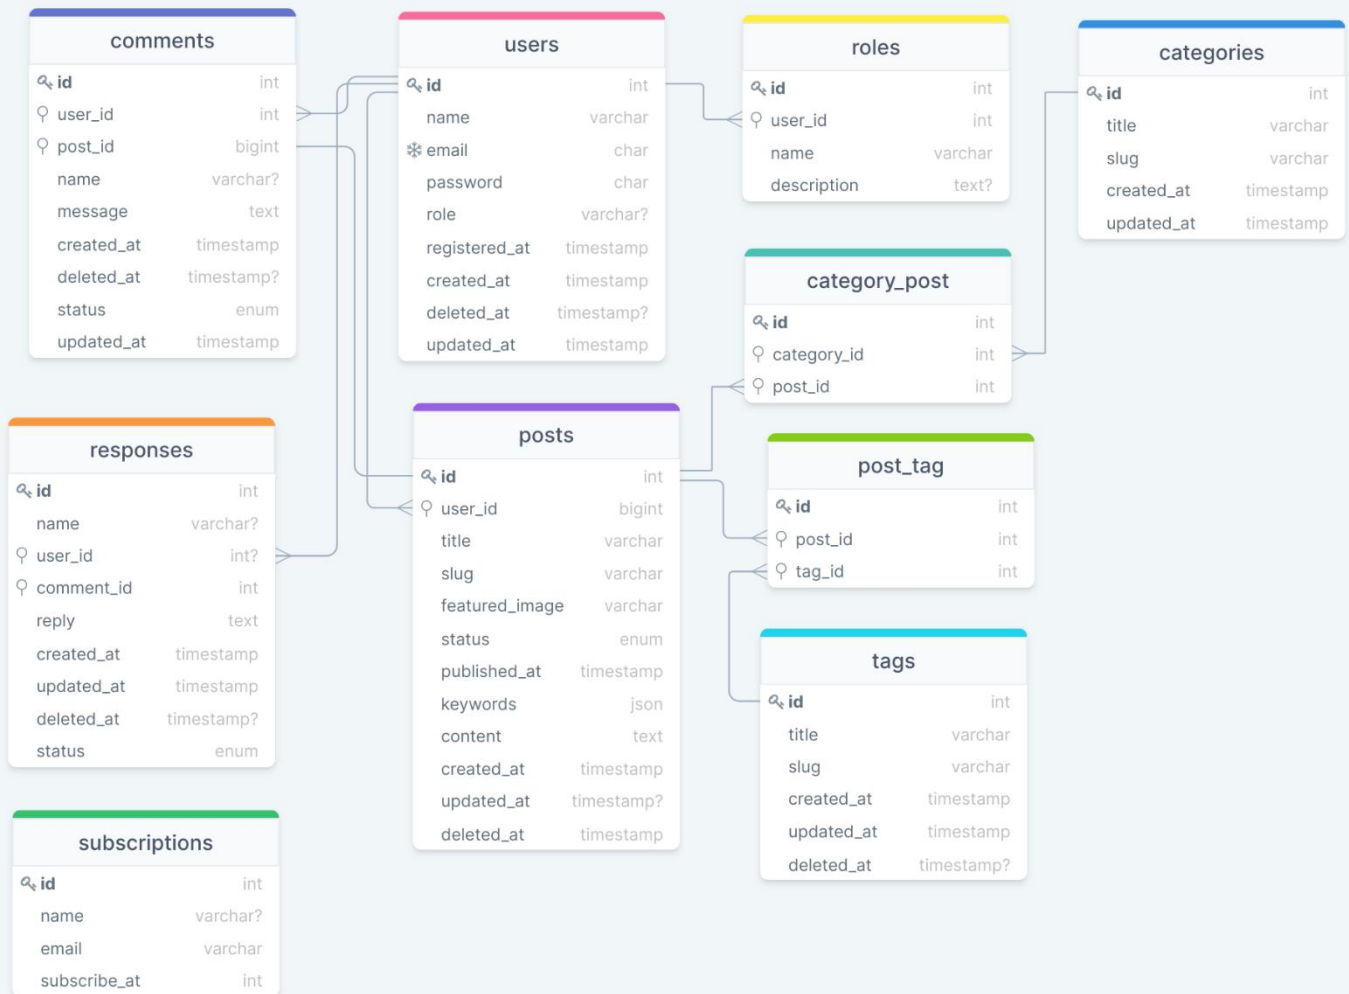 comments
id int
user_id int
post_id bigint
name varchar?
message text
created_at timestamp
deleted_at timestamp?
status enum
updated_at timestamp
users
id int
name varchar
email char
password char
role varchar?
registered_at timestamp
created_at timestamp
deleted_at timestamp?
updated_at timestamp
roles
id int
user_id int
name varchar
description text?
categories
id int
title varchar
slug varchar
created_at timestamp
updated_at timestamp
category_post
id int
category_id int
post_id int
responses
id int
name varchar?
user_id int?
comment_id int
reply text
created_at timestamp
updated_at timestamp
deleted_at timestamp?
status enum
posts
id int
user_id bigint
title varchar
slug varchar
featured_image varchar
status enum
published_at timestamp
keywords json
content text
created_at timestamp
updated_at timestamp?
deleted_at timestamp
post_tag
id int
post_id int
tag_id int
tags
id int
title varchar
slug varchar
created_at timestamp
updated_at timestamp
deleted_at timestamp?
subscriptions
id int
name varchar?
email varchar
subscribe_at int